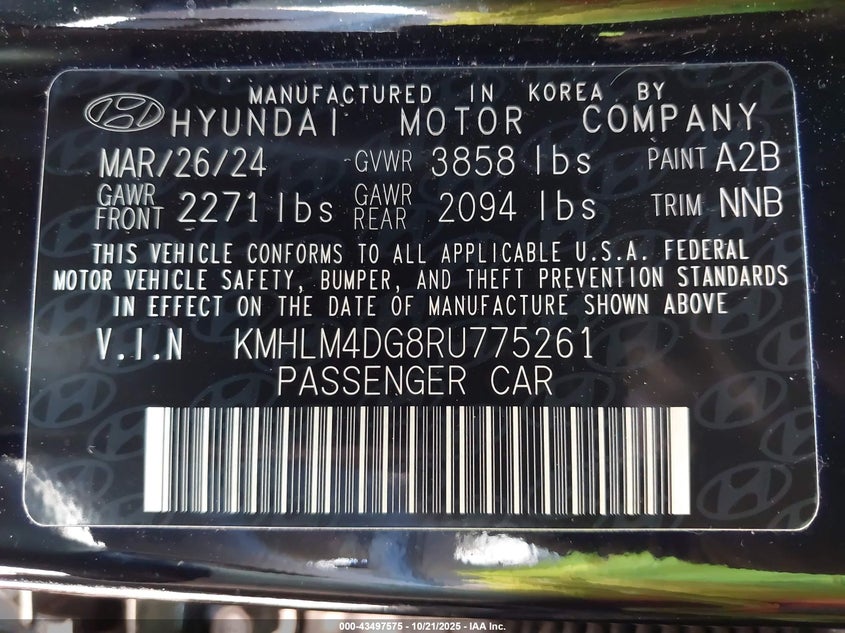 MANUFACTURED IN KOREA BY
HYUNDAI MOTOR COMPANY
MAR/26/24 GVWR 3858 lbs PAINT A2B
GAWR FRONT 2271 lbs GAWR REAR 2094 lbs TRIM NNB
THIS VEHICLE CONFORMS TO ALL APPLICABLE U.S.A. FEDERAL
MOTOR VEHICLE SAFETY, BUMPER, AND THEFT PREVENTION STANDARDS
IN EFFECT ON THE DATE OF MANUFACTURE SHOWN ABOVE
V.I.N KMHLM4DG8RU775261
PASSENGER CAR
000-43497575 - 10/21/2025 - IAA Inc.